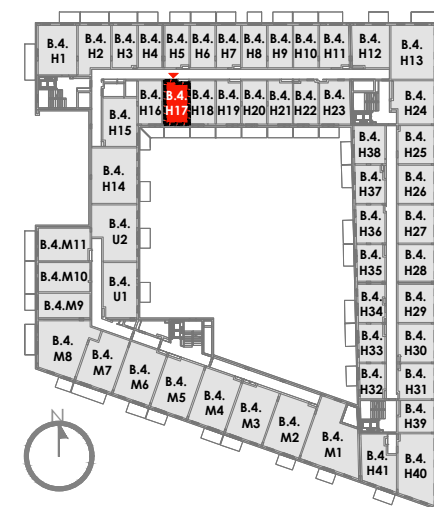 B.4.
H1
B.4.
H2
B.4.
H3
B.4.
H4
B.4.
H5
B.4.
H6
B.4.
H7
B.4.
H8
B.4.
H9
B.4.
H10
B.4.
H11
B.4.
H12
B.4.
H13
B.4.
H16
B.4.
H17
B.4.
H18
B.4.
H19
B.4.
H20
B.4.
H21
B.4.
H22
B.4.
H23
B.4.
H24
B.4.
H15
B.4.
H38
B.4.
H25
B.4.
H14
B.4.
H37
B.4.
H26
B.4.
U2
B.4.
H36
B.4.
H27
B.4.M11
B.4.
H35
B.4.
H28
B.4.M10
B.4.
U1
B.4.
H34
B.4.
H29
B.4.M9
B.4.
M8
B.4.
M7
B.4.
M6
B.4.
M5
B.4.
M4
B.4.
M3
B.4.
M2
B.4.
M1
B.4.
H33
B.4.
H30
B.4.
H32
B.4.
H31
B.4.
H39
B.4.
H41
B.4.
H40
N